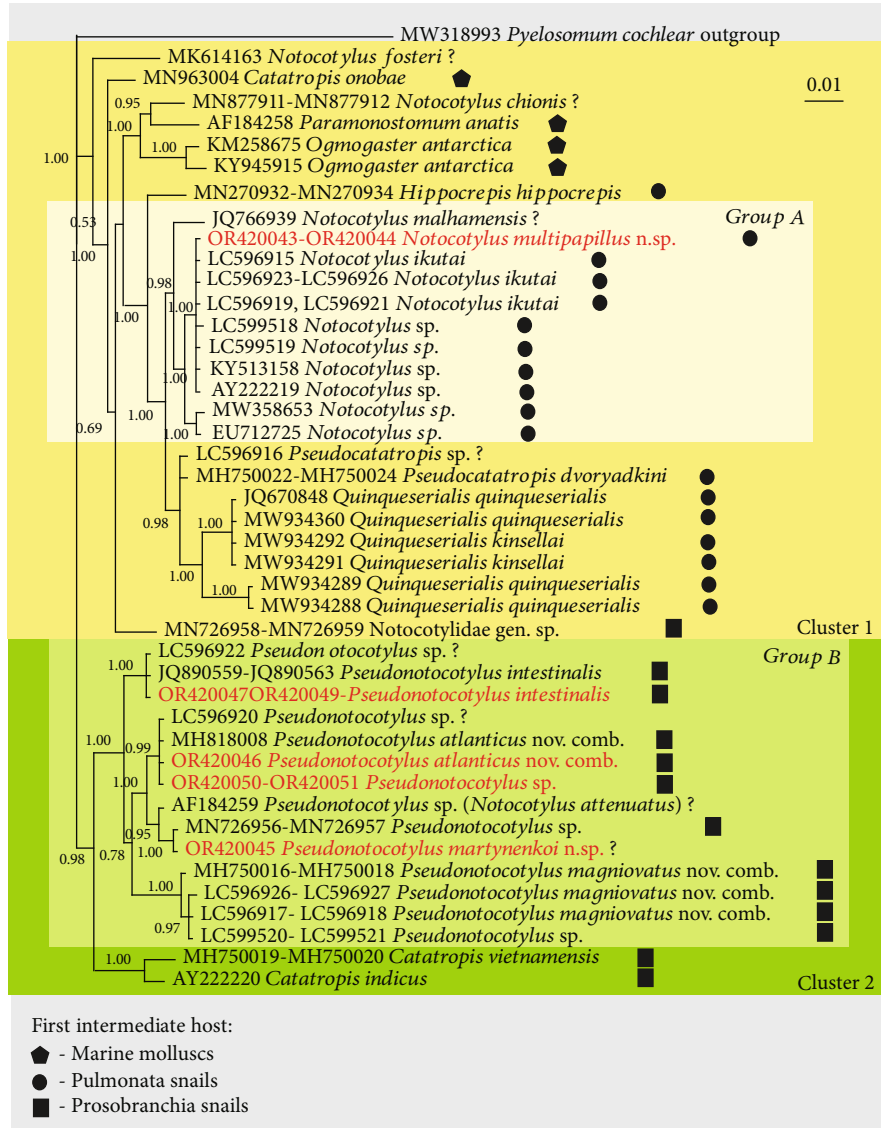 MW318993 Pyelosomum cochlear outgroup
MK614163 Notocotylus fosteri ?
MN963004 Catatropis onobae
0.01
0.95
MN877911-MN877912 Notocotylus chionis ?
1.00
AF184258 Paramonostomum anatis
1.00
KM258675 Ogmogaster antarctica
1.00
KY945915 Ogmogaster antarctica
MN270932-MN270934 Hippocrepis hippocrepis
0.53
JQ766939 Notocotylus malhamensis ?
Group A
OR420043-OR420044 Notocotylus multipapillus n.sp.
1.00
LC596915 Notocotylus ikutai
0.98
LC596923-LC596926 Notocotylus ikutai
1.00
1.00
LC596919, LC596921 Notocotylus ikutai
LC599518 Notocotylus sp.
LC599519 Notocotylus sp.
1.00
KY513158 Notocotylus sp.
AY222219 Notocotylus sp.
1.00
MW358653 Notocotylus sp.
0.69
1.00
EU712725 Notocotylus sp.
LC596916 Pseudocatatropis sp. ?
MH750022-MH750024 Pseudocatatropis dvoryadkini
JQ670848 Quinqueserialis quinqueserialis
0.98
1.00
MW934360 Quinqueserialis quinqueserialis
MW934292 Quinqueserialis kinsellai
MW934291 Quinqueserialis kinsellai
1.00
MW934289 Quinqueserialis quinqueserialis
1.00
MW934288 Quinqueserialis quinqueserialis
MN726958-MN726959 Notocotylidae gen. sp.
Cluster 1
LC596922 Pseudon otocotylus sp. ?
Group B
1.00
JQ890559-JQ890563 Pseudonotocotylus intestinalis
OR420047OR420049-Pseudonotocotylus intestinalis
LC596920 Pseudonotocotylus sp. ?
1.00
0.99
MH818008 Pseudonotocotylus atlanticus nov. comb.
OR420046 Pseudonotocotylus atlanticus nov. comb.
1.00
OR420050-OR420051 Pseudonotocotylus sp.
AF184259 Pseudonotocotylus sp. (Notocotylus attenuatus) ?
0.95
MN726956-MN726957 Pseudonotocotylus sp.
0.98
0.78
1.00
OR420045 Pseudonotocotylus martynenkoi n.sp. ?
MH750016-MH750018 Pseudonotocotylus magniovatus nov. comb.
1.00
LC596926- LC596927 Pseudonotocotylus magniovatus nov. comb.
LC596917- LC596918 Pseudonotocotylus magniovatus nov. comb.
0.97
LC599520- LC599521 Pseudonotocotylus sp.
1.00
MH750019-MH750020 Catatropis vietnamensis
AY222220 Catatropis indicus
Cluster 2
First intermediate host:
- Marine molluscs
- Pulmonata snails
- Prosobranchia snails